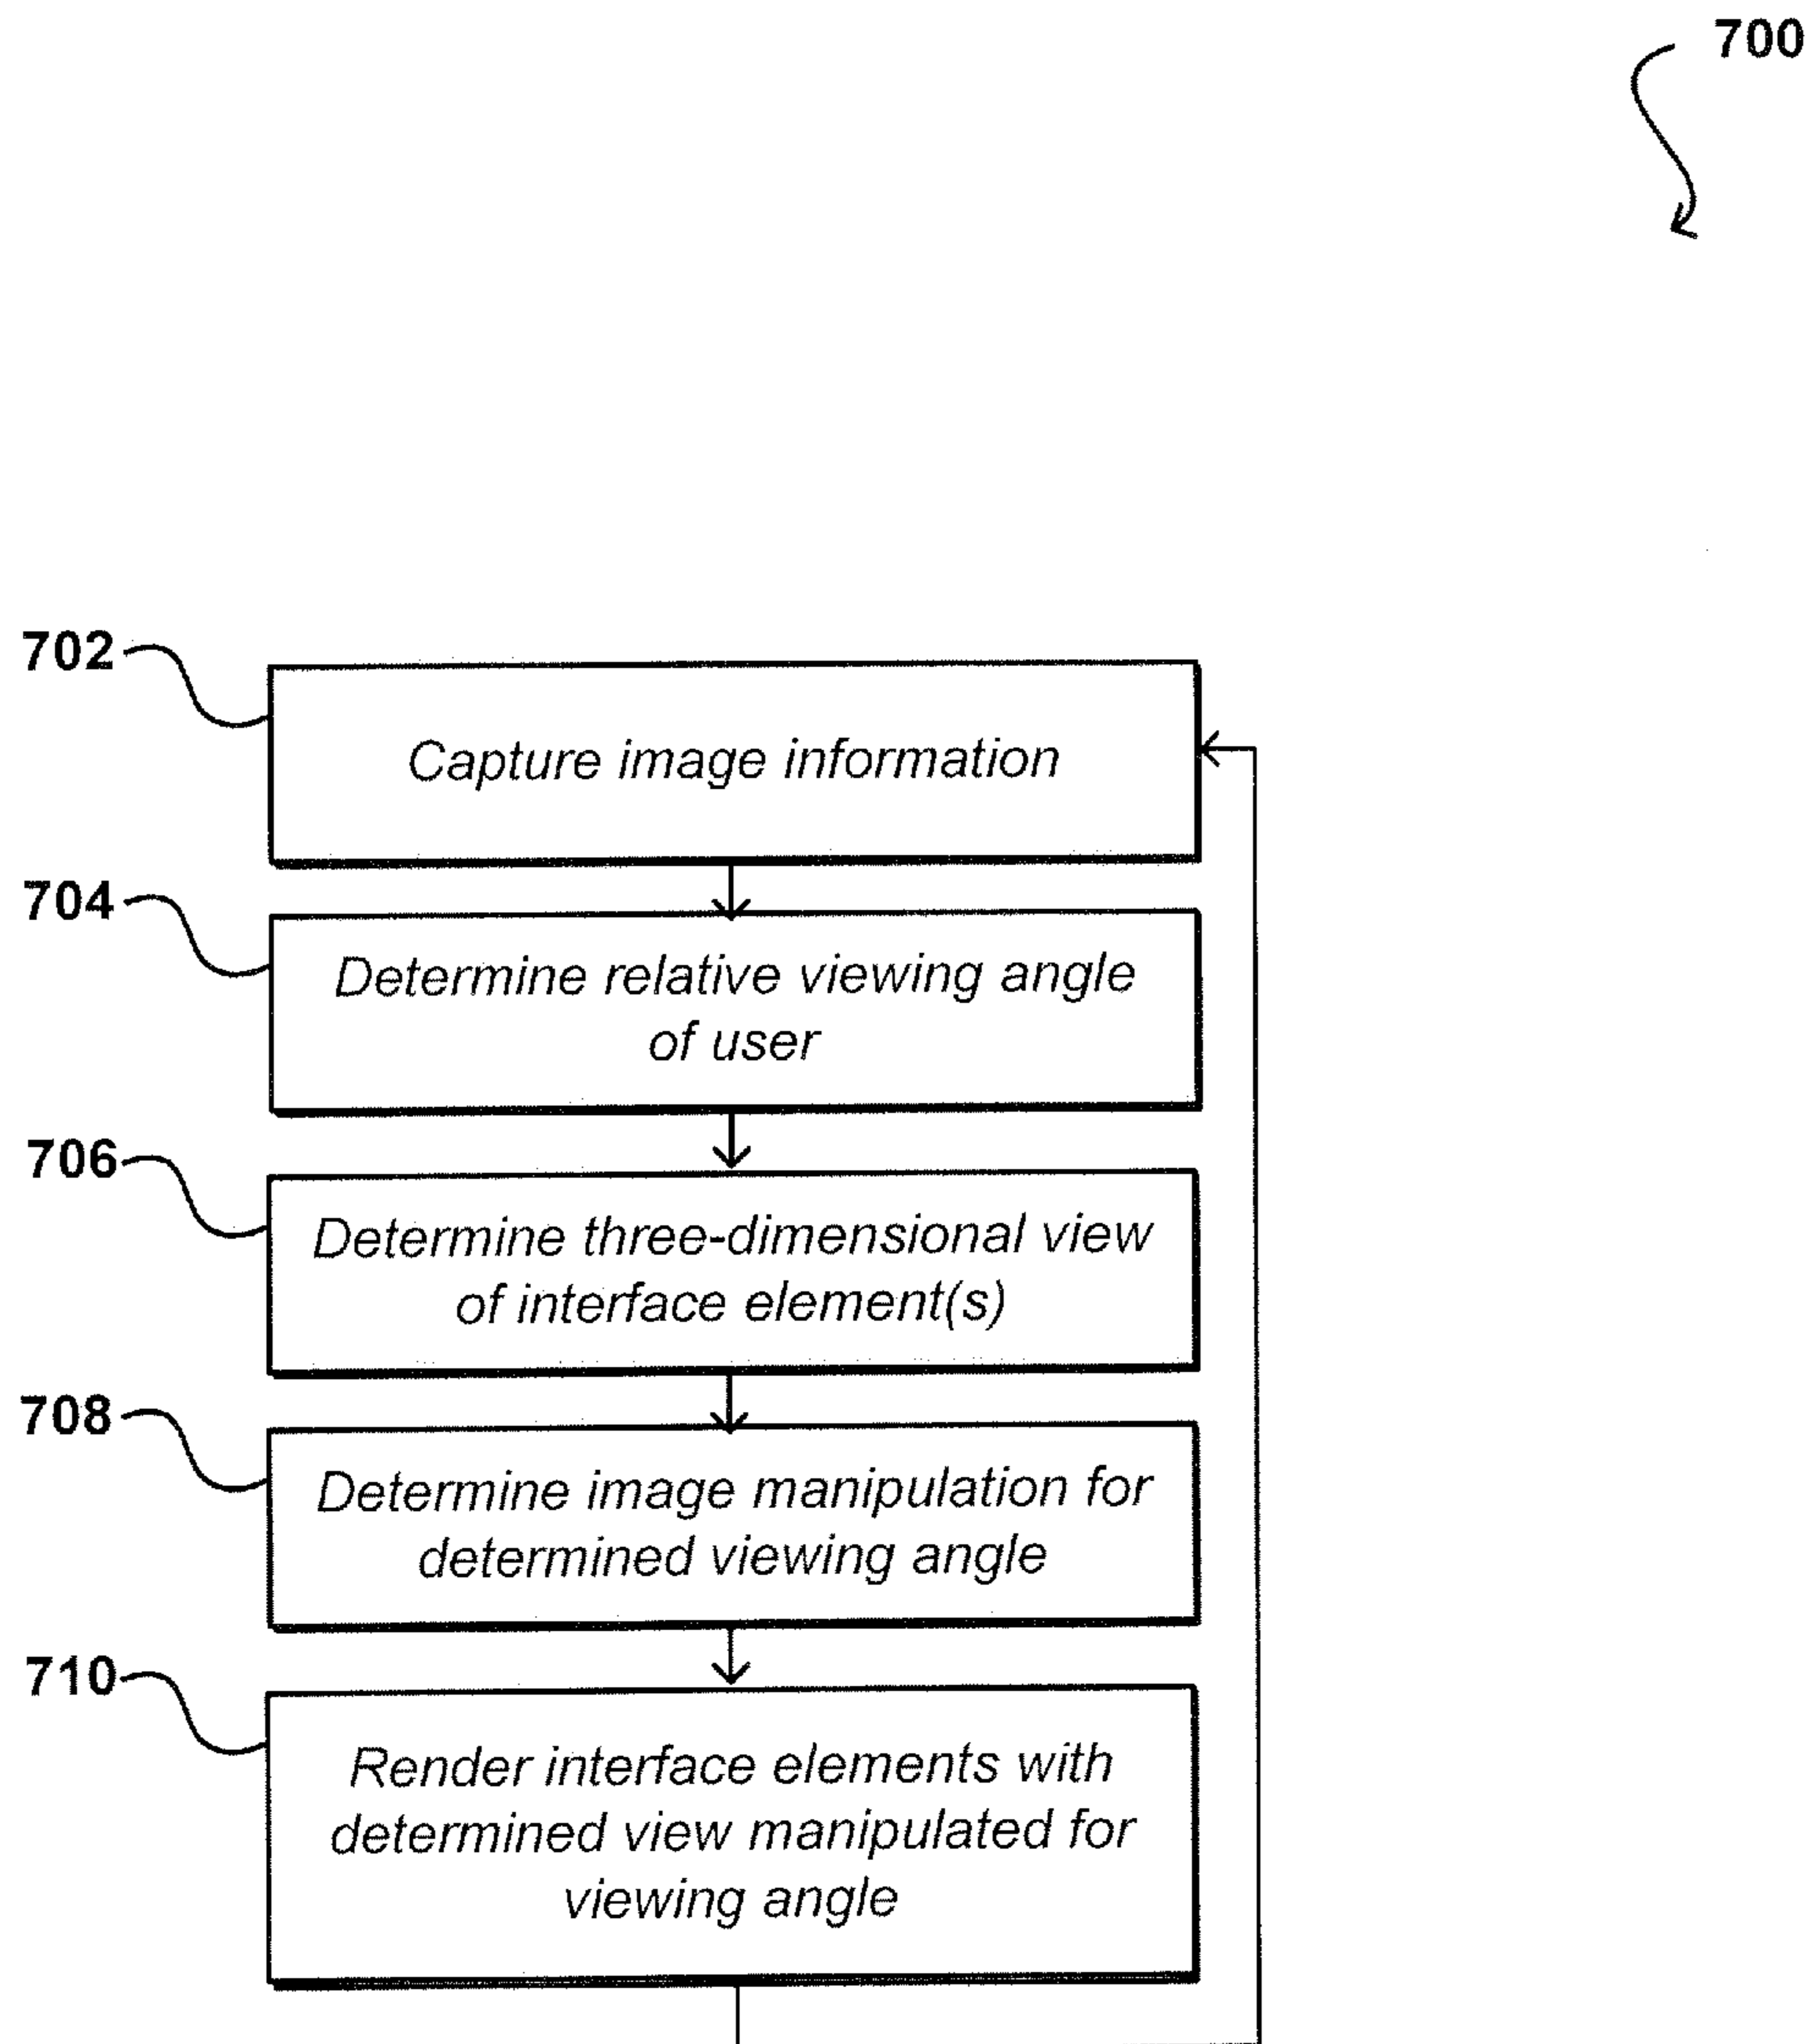 700
702
Capture image information
704
Determine relative viewing angle
of user
706
Determine three-dimensional view
of interface element(s)
708
Determine image manipulation for
determined viewing angle
710
Render interface elements with
determined view manipulated for
viewing angle